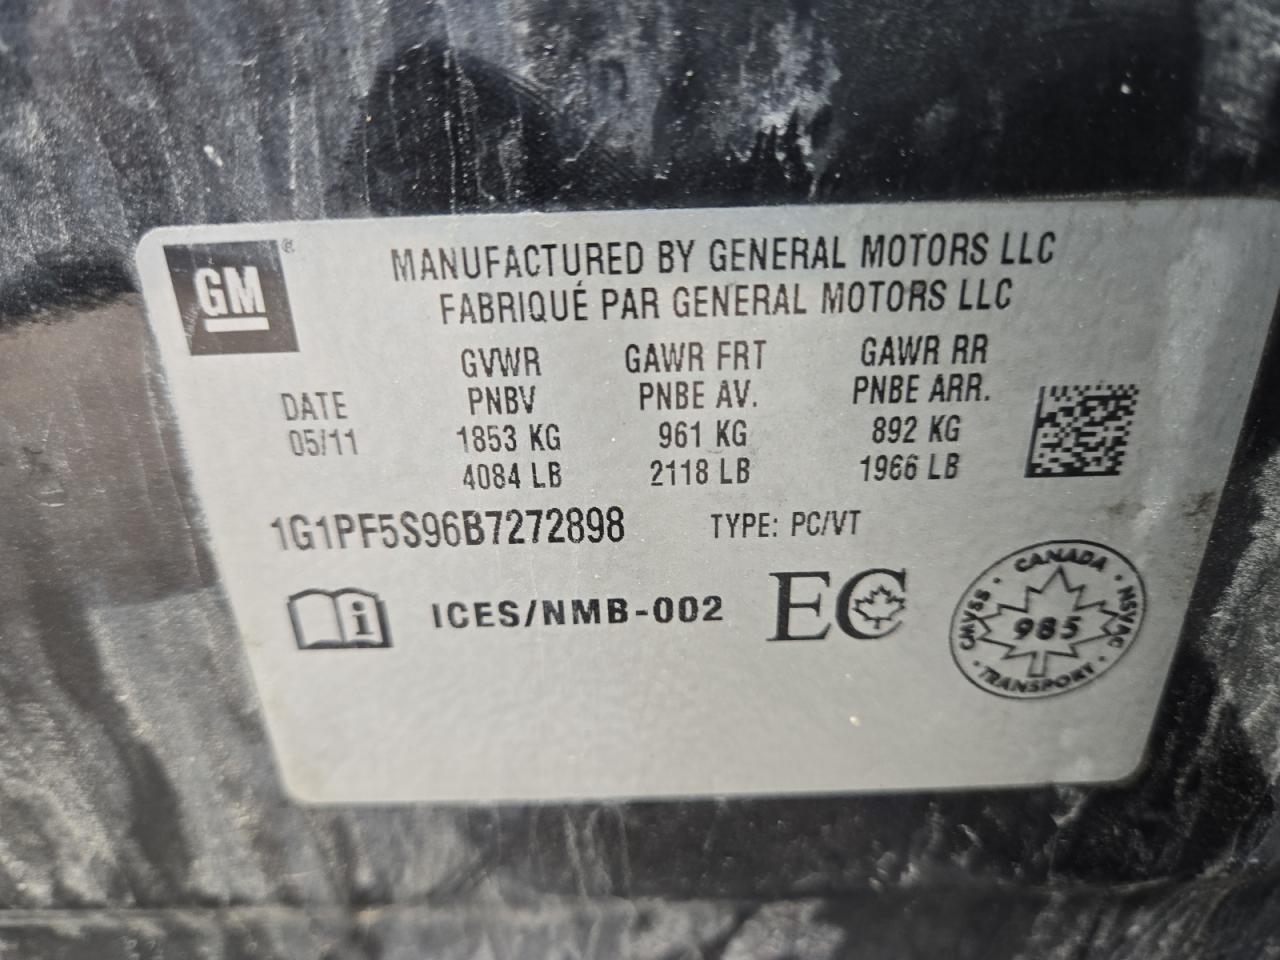 GM®
MANUFACTURED BY GENERAL MOTORS LLC
FABRIQUÉ PAR GENERAL MOTORS LLC
GVWR GAWR FRT GAWR RR
DATE PNBV PNBE AV. PNBE ARR.
05/11 1853 KG 961 KG 892 KG
4084 LB 2118 LB 1966 LB
1G1PF5S96B7272898 TYPE: PC/VT
i ICES/NMB-002 EC
CANADA
CMVSS 985 NSVAC
TRANSPORT